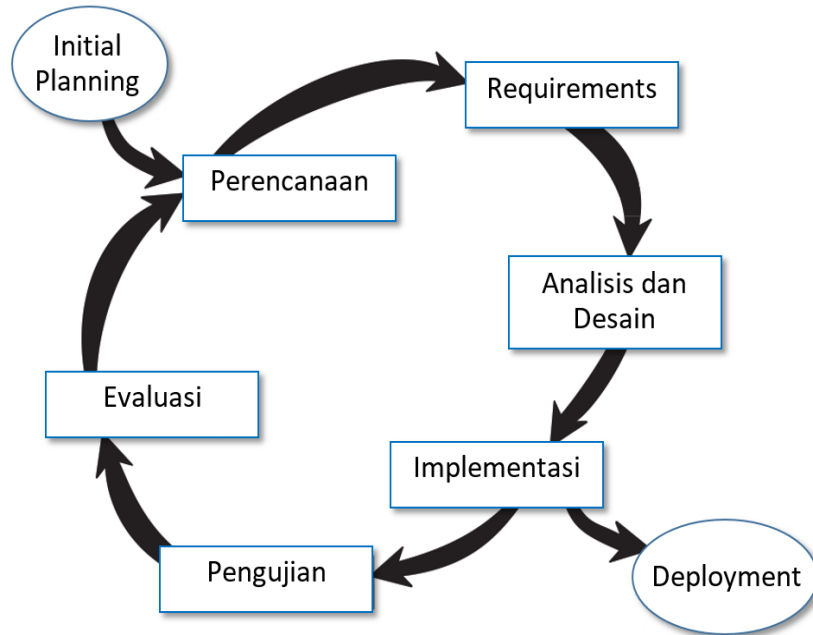 Initial
Planning
Requirements
Perencanaan
Analisis dan
Desain
Evaluasi
Implementasi
Pengujian
Deployment